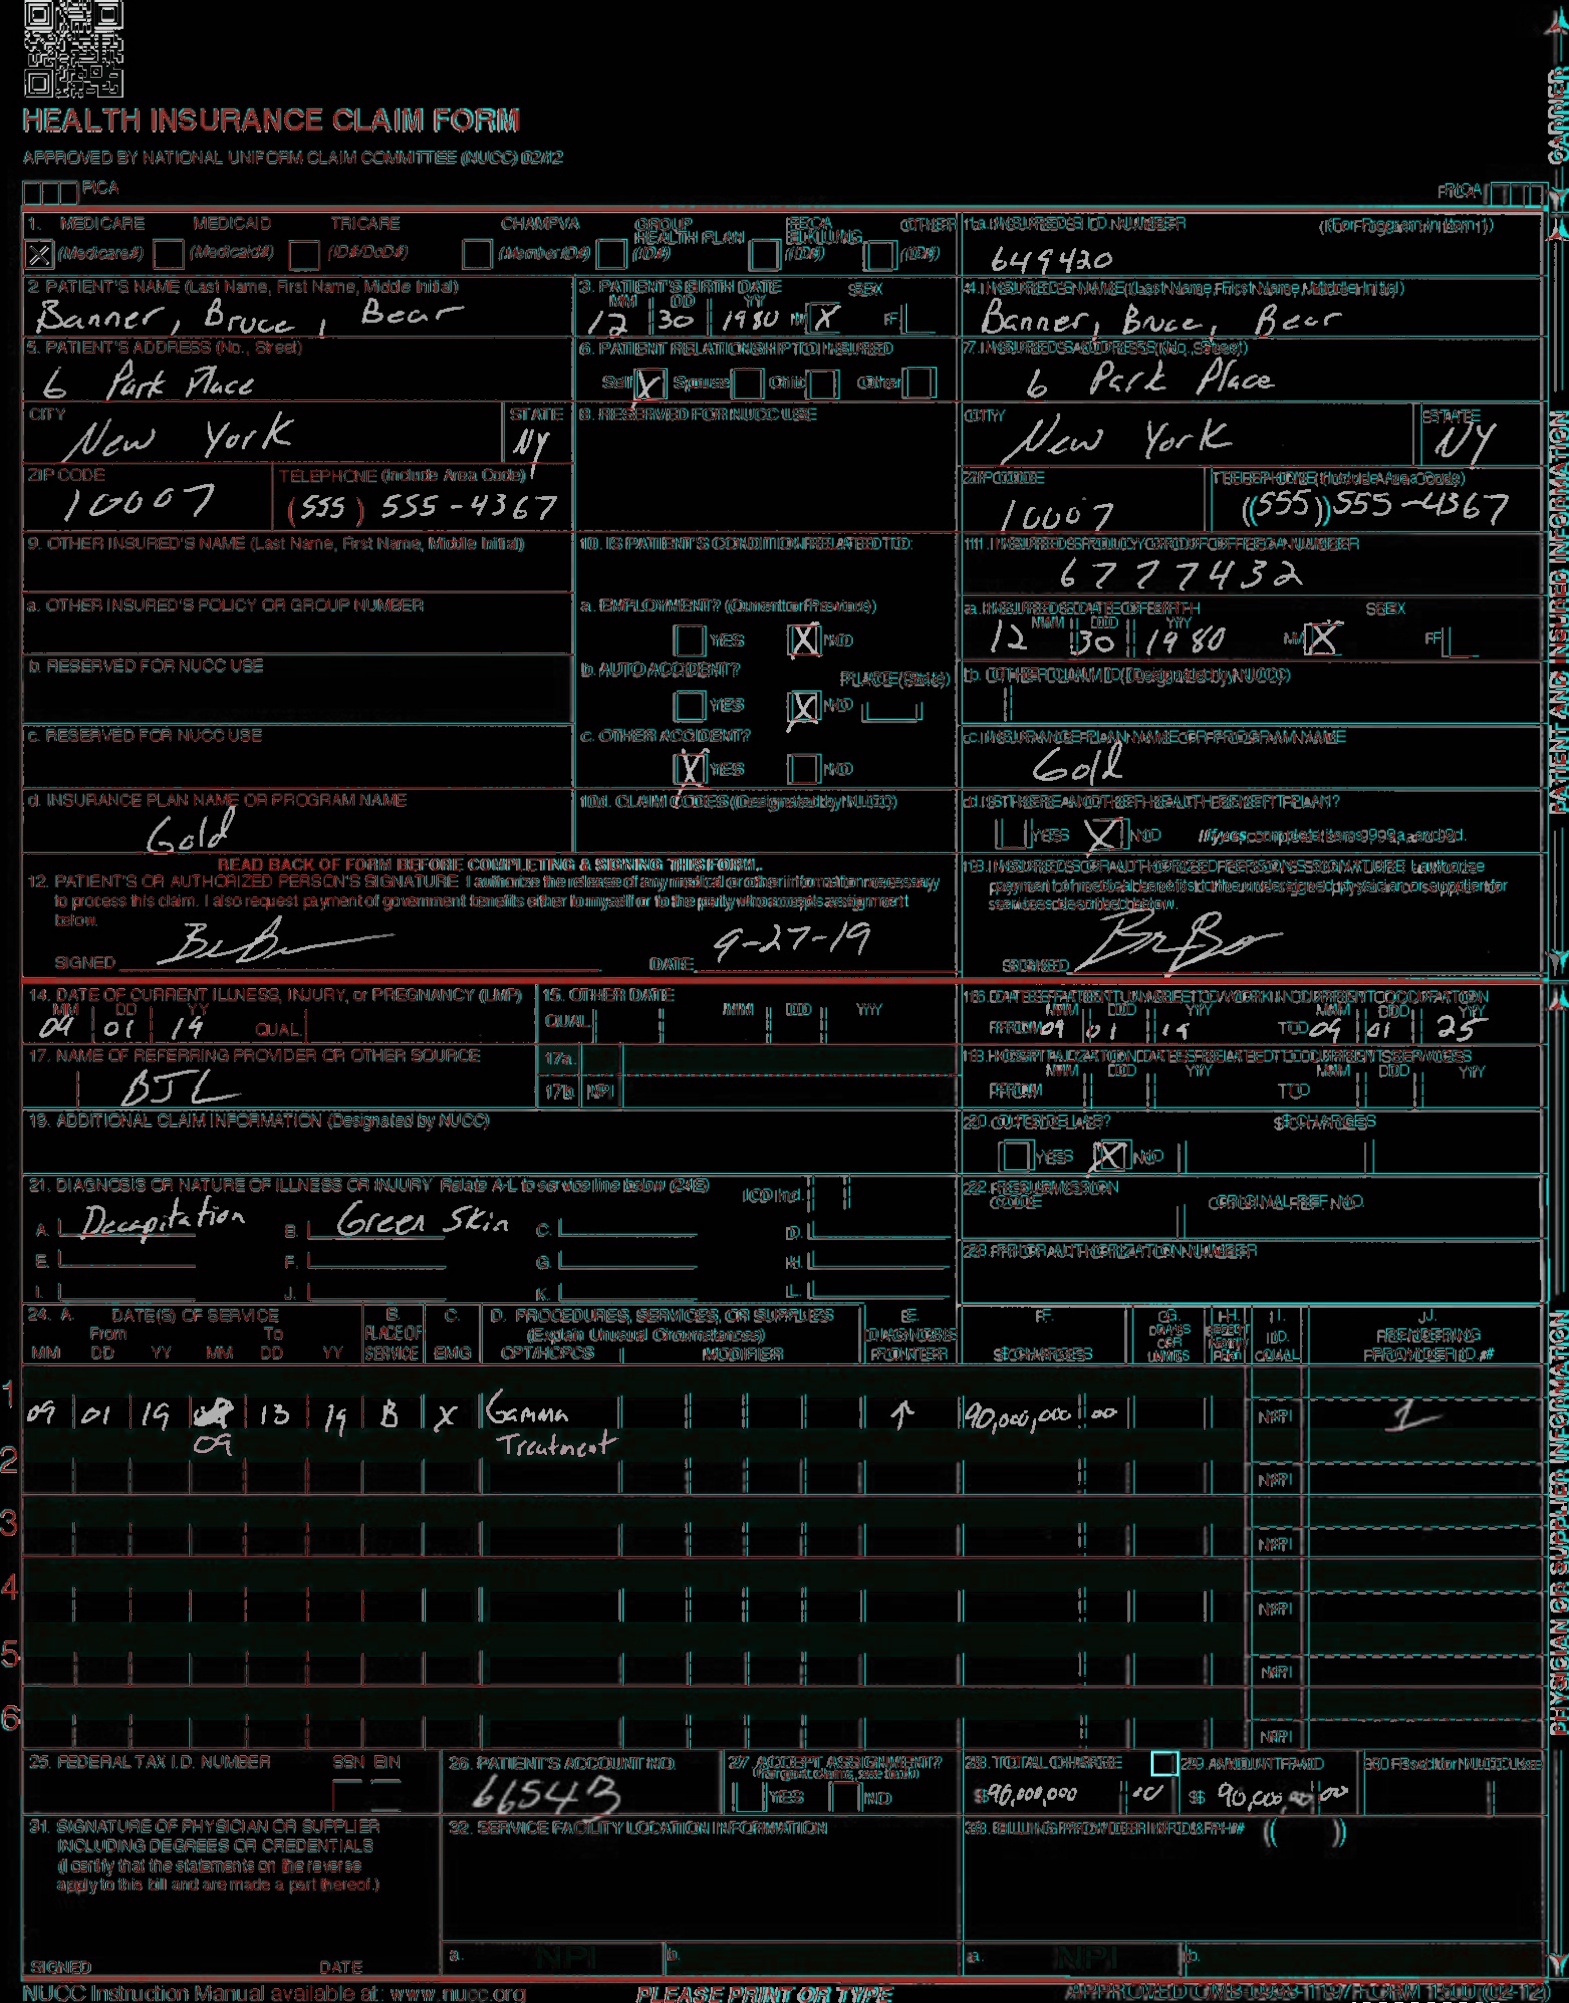 HEALTH INSURANCE CLAIM FORM
APPROVED BY NATIONAL UNIFORM CLAIM COMMITTEE (NUCC) 02/12
PICA
PICA
CARRIER
1. MEDICARE MEDICAID TRICARE CHAMPVA GROUP HEALTH PLAN FECA BLKLUNG OTHER
X (Medicare#) (Medicaid#) (ID#/DoD#) (Member ID#) (ID#) (ID#) (ID#)
1a. INSURED'S I.D. NUMBER (For Program in Item 1)
649420
2. PATIENT'S NAME (Last Name, First Name, Middle Initial)
Banner, Bruce, Bear
3. PATIENT'S BIRTH DATE SEX
MM DD YY
12 30 1980 M X F
4. INSURED'S NAME (Last Name, First Name, Middle Initial)
Banner, Bruce, Bear
5. PATIENT'S ADDRESS (No., Street)
6 Park Place
6. PATIENT RELATIONSHIP TO INSURED
Self X Spouse Child Other
7. INSURED'S ADDRESS (No., Street)
6 Park Place
CITY STATE
New York NY
8. RESERVED FOR NUCC USE
CITY STATE
New York NY
ZIP CODE TELEPHONE (Include Area Code)
10007 (555) 555-4367
ZIP CODE TELEPHONE (Include Area Code)
10007 (555) 555-4367
9. OTHER INSURED'S NAME (Last Name, First Name, Middle Initial)
10. IS PATIENT'S CONDITION RELATED TO:
11. INSURED'S POLICY GROUP OR FECA NUMBER
6777432
a. OTHER INSURED'S POLICY OR GROUP NUMBER
a. EMPLOYMENT? (Current or Previous)
YES X NO
a. INSURED'S DATE OF BIRTH SEX
MM DD YY
12 30 1980 M X F
b. RESERVED FOR NUCC USE
b. AUTO ACCIDENT? PLACE (State)
YES X NO
b. OTHER CLAIM ID (Designated by NUCC)
c. RESERVED FOR NUCC USE
c. OTHER ACCIDENT?
X YES NO
c. INSURANCE PLAN NAME OR PROGRAM NAME
Gold
d. INSURANCE PLAN NAME OR PROGRAM NAME
Gold
10d. CLAIM CODES (Designated by NUCC)
d. IS THERE ANOTHER HEALTH BENEFIT PLAN?
YES X NO If yes, complete items 9, 9a, and 9d.
PATIENT AND INSURED INFORMATION
READ BACK OF FORM BEFORE COMPLETING & SIGNING THIS FORM.
12. PATIENT'S OR AUTHORIZED PERSON'S SIGNATURE I authorize the release of any medical or other information necessary
to process this claim. I also request payment of government benefits either to myself or to the party who accepts assignment
below.
SIGNED DATE 9-27-19
13. INSURED'S OR AUTHORIZED PERSON'S SIGNATURE I authorize
payment of medical benefits to the undersigned physician or supplier for
services described below.
SIGNED
14. DATE OF CURRENT ILLNESS, INJURY, or PREGNANCY (LMP)
MM DD YY
09 01 19 QUAL.
15. OTHER DATE
QUAL. MM DD YY
16. DATES PATIENT UNABLE TO WORK IN CURRENT OCCUPATION
MM DD YY MM DD YY
FROM 09 01 19 TO 09 01 25
17. NAME OF REFERRING PROVIDER OR OTHER SOURCE
BJL
17a.
17b. NPI
18. HOSPITALIZATION DATES RELATED TO CURRENT SERVICES
MM DD YY MM DD YY
FROM TO
19. ADDITIONAL CLAIM INFORMATION (Designated by NUCC)
20. OUTSIDE LAB? $ CHARGES
YES X NO
21. DIAGNOSIS OR NATURE OF ILLNESS OR INJURY Relate A-L to service line below (24E) ICD Ind.
A. Decapitation B. Green Skin C. D.
E. F. G. H.
I. J. K. L.
22. RESUBMISSION
CODE ORIGINAL REF. NO.
23. PRIOR AUTHORIZATION NUMBER
24. A. DATE(S) OF SERVICE B. C. D. PROCEDURES, SERVICES, OR SUPPLIES E. F. G. H. I. J.
From To PLACE OF (Explain Unusual Circumstances) DIAGNOSIS DAYS OR UNITS EPSDT Family Plan ID. RENDERING
MM DD YY MM DD YY SERVICE EMG CPT/HCPCS MODIFIER POINTER $ CHARGES QUAL. PROVIDER ID. #
1
09 01 19 09 13 19 B X Gamma Treatment ↑ 90,000,000 00 NPI 1
2
NPI
3
NPI
4
NPI
5
NPI
6
NPI
PHYSICIAN OR SUPPLIER INFORMATION
25. FEDERAL TAX I.D. NUMBER SSN EIN
26. PATIENT'S ACCOUNT NO.
66543
27. ACCEPT ASSIGNMENT?
(For govt. claims, see back)
YES NO
28. TOTAL CHARGE
$ 90,000,000 00
29. AMOUNT PAID
$ 90,000,000 00
30. Rsvd for NUCC Use
31. SIGNATURE OF PHYSICIAN OR SUPPLIER
INCLUDING DEGREES OR CREDENTIALS
(I certify that the statements on the reverse
apply to this bill and are made a part thereof.)
SIGNED DATE
32. SERVICE FACILITY LOCATION INFORMATION
a. NPI b.
33. BILLING PROVIDER INFO & PH # ( )
a. NPI b.
NUCC Instruction Manual available at: www.nucc.org
PLEASE PRINT OR TYPE
APPROVED OMB-0938-1197 FORM 1500 (02-12)